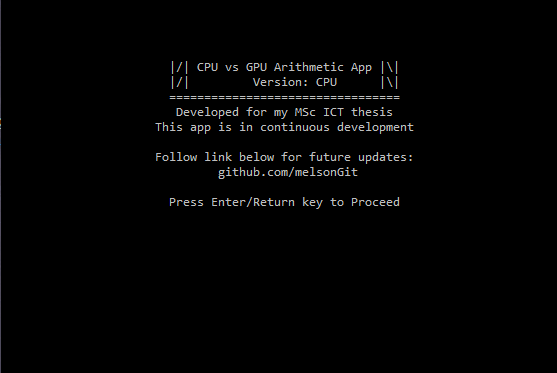 |/| CPU vs GPU Arithmetic App |\|
|/| Version: CPU |\|
=================================
Developed for my MSc ICT thesis
This app is in continuous development
Follow link below for future updates:
github.com/melsonGit
Press Enter/Return key to Proceed